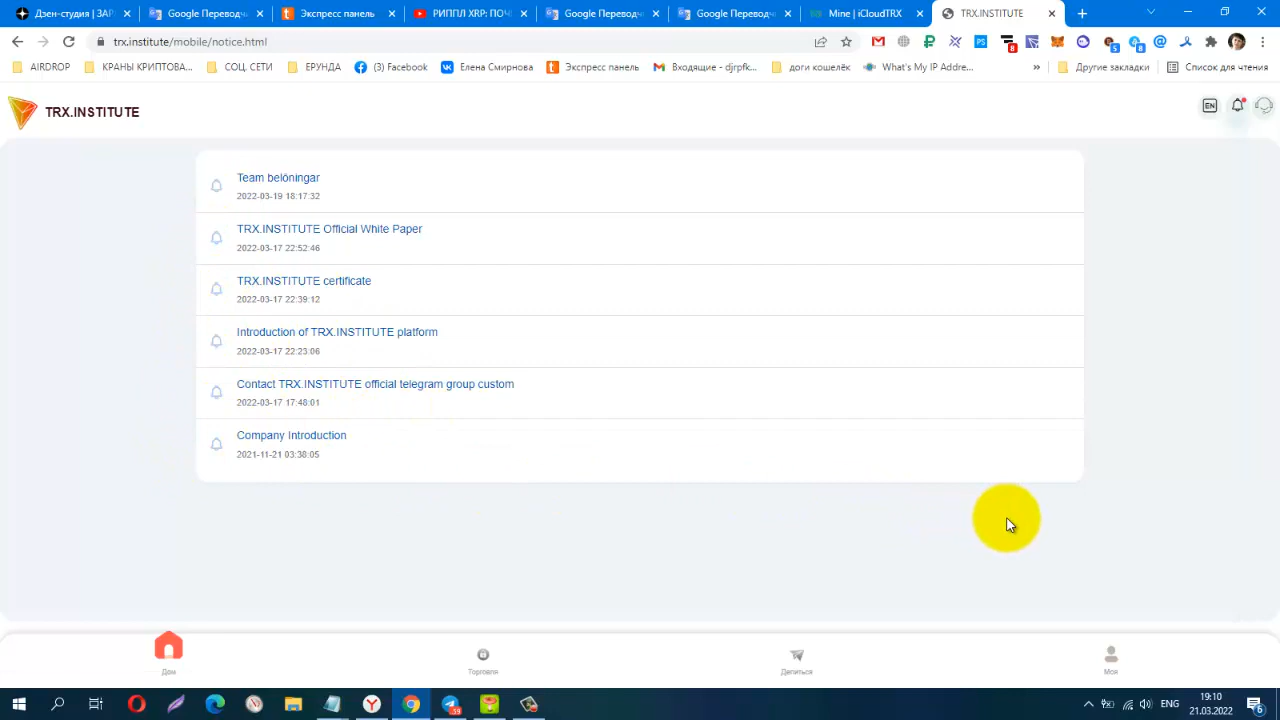 Дзен-студия | ЗАР
Google Переводч
Экспресс панель
РИППЛ XRP: ПОЧ
Google Переводч
Google Переводч
Mine | iCloudTRX
TRX.INSTITUTE
trx.institute/mobile/notice.html
AIRDROP
КРАНЫ КРИПТОВА...
СОЦ. СЕТИ
ЕРУНДА
(3) Facebook
Елена Смирнова
Экспресс панель
Входящие - djrpfk...
доги кошелёк
What's My IP Addre...
»
Другие закладки
Список для чтения
TRX.INSTITUTE
EN
Team belöningar
2022-03-19 18:17:32
TRX.INSTITUTE Official White Paper
2022-03-17 22:52:46
TRX.INSTITUTE certificate
2022-03-17 22:39:12
Introduction of TRX.INSTITUTE platform
2022-03-17 22:23:06
Contact TRX.INSTITUTE official telegram group custom
2022-03-17 17:48:01
Company Introduction
2021-11-21 03:38:05
Дом
Торговля
Делиться
Моя
59
ENG
19:10
21.03.2022
6